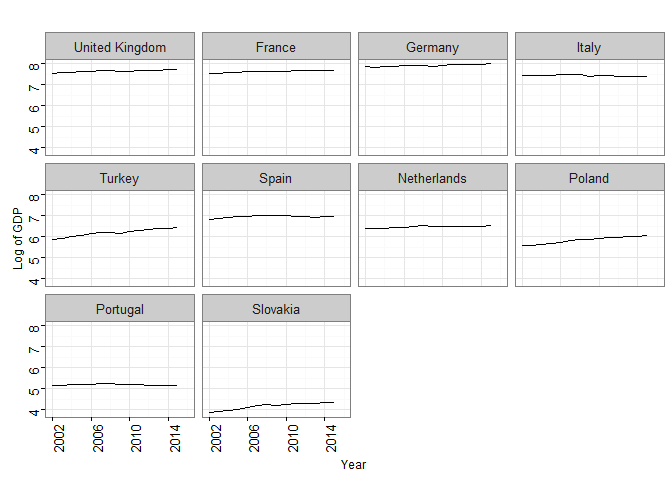 United Kingdom France Germany Italy
8
7
6
5
4
Turkey Spain Netherlands Poland
8
7
6
5
4
Log of GDP
Portugal Slovakia
8
7
6
5
4
2002 2006 2010 2014 2002 2006 2010 2014
Year